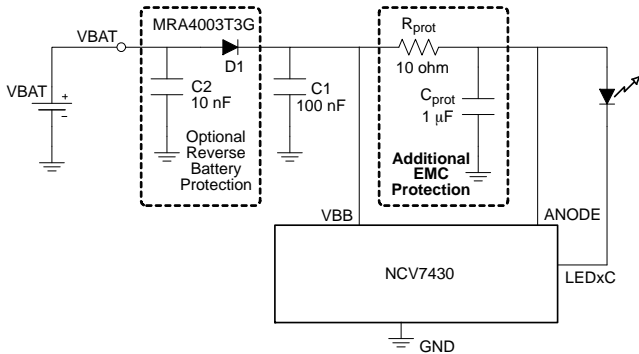 MRA4003T3G
VBAT
D1
VBAT
+
−
C2
10 nF
C1
100 nF
Optional
Reverse
Battery
Protection
Rprot
10 ohm
Cprot
1 μF
Additional
EMC
Protection
VBB
ANODE
NCV7430
LEDxC
GND